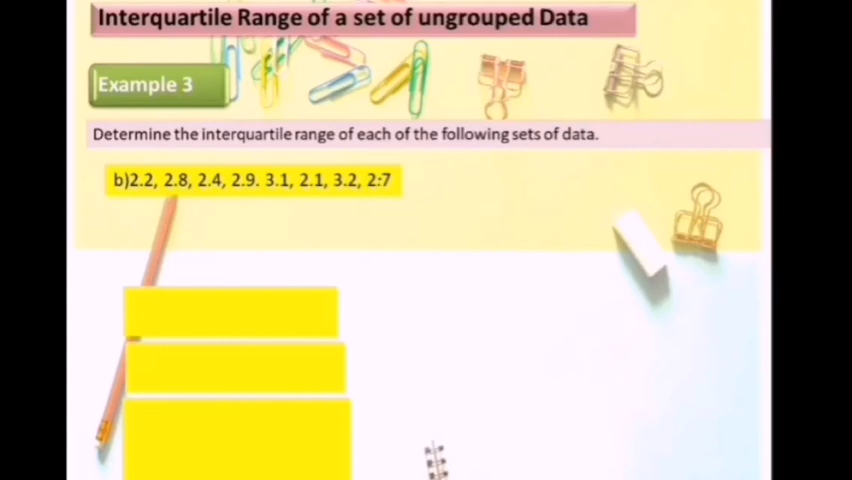 Interquartile Range of a set of ungrouped Data
Example 3
Determine the interquartile range of each of the following sets of data.
b)2.2, 2.8, 2.4, 2.9. 3.1, 2.1, 3.2, 2:7